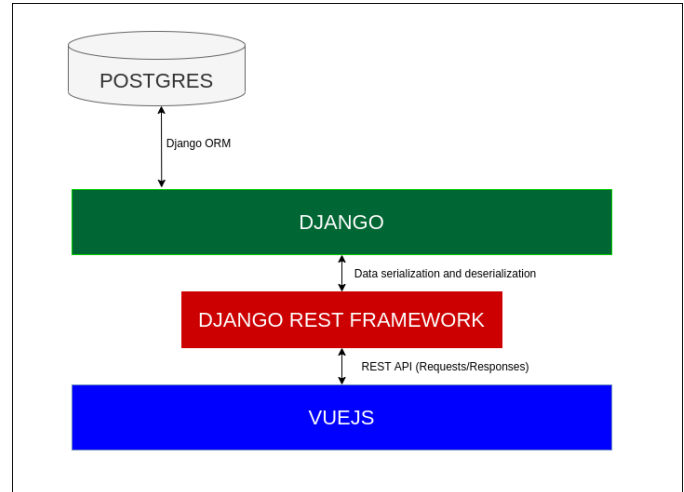 POSTGRES
Django ORM
DJANGO
Data serialization and deserialization
DJANGO REST FRAMEWORK
REST API (Requests/Responses)
VUEJS